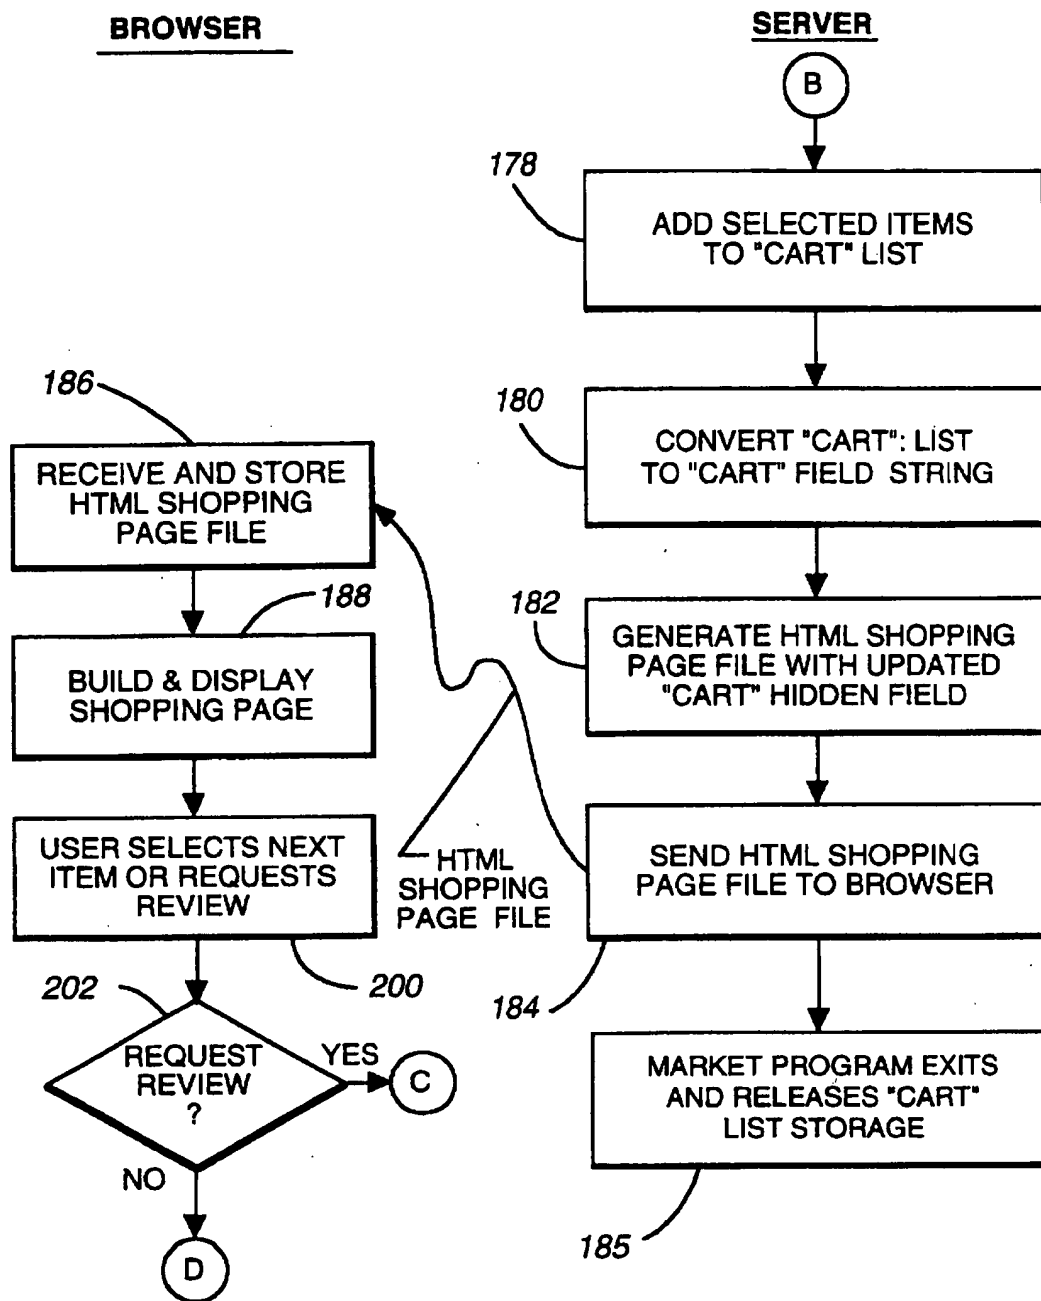 BROWSER
SERVER
B
178
ADD SELECTED ITEMS
TO "CART" LIST
180
CONVERT "CART": LIST
TO "CART" FIELD STRING
182
GENERATE HTML SHOPPING
PAGE FILE WITH UPDATED
"CART" HIDDEN FIELD
SEND HTML SHOPPING
PAGE FILE TO BROWSER
184
MARKET PROGRAM EXITS
AND RELEASES "CART"
LIST STORAGE
185
HTML
SHOPPING
PAGE FILE
186
RECEIVE AND STORE
HTML SHOPPING
PAGE FILE
188
BUILD & DISPLAY
SHOPPING PAGE
USER SELECTS NEXT
ITEM OR REQUESTS
REVIEW
200
202
REQUEST
REVIEW
?
YES
C
NO
D